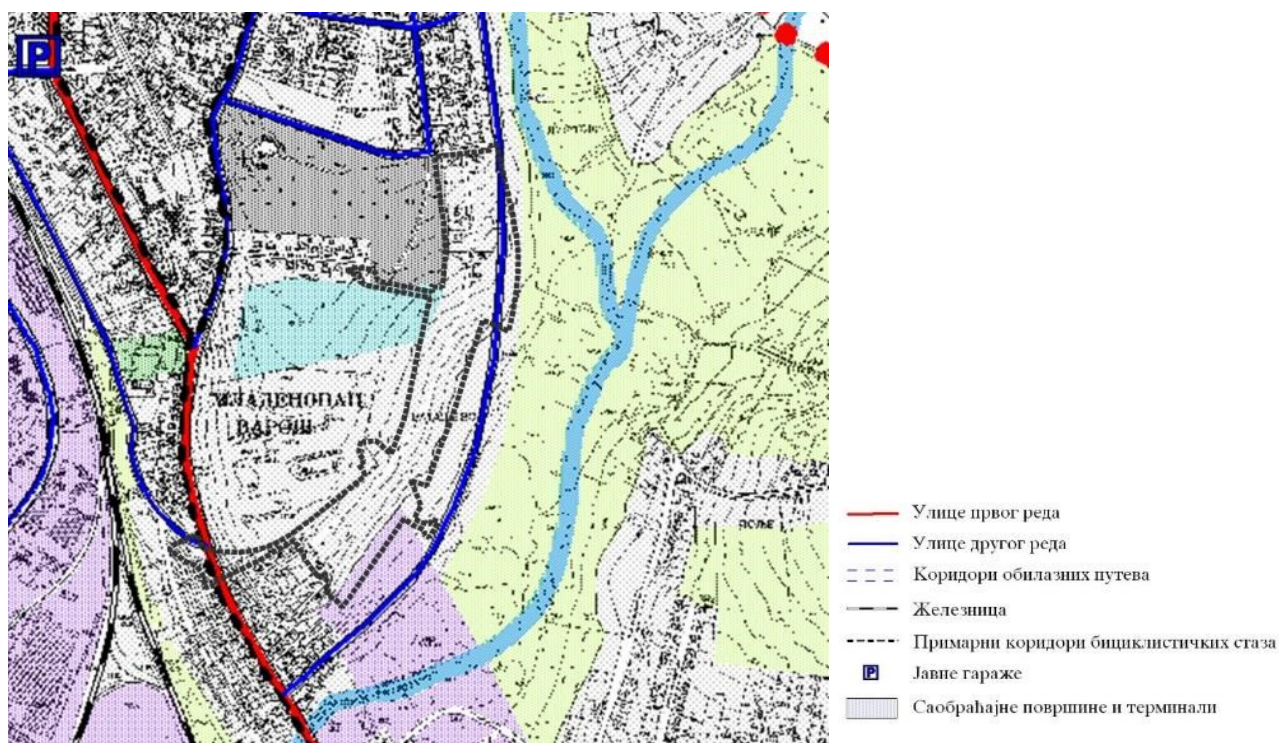 P
МЛАДЕНОВАЦ
ВАРОШ
ПОЉЕ
Улице првог реда
Улице другог реда
Коридори обилазних путева
Железница
Примарни коридори бициклистичких стаза
P
Јавне гараже
Саобраћајне површине и терминали